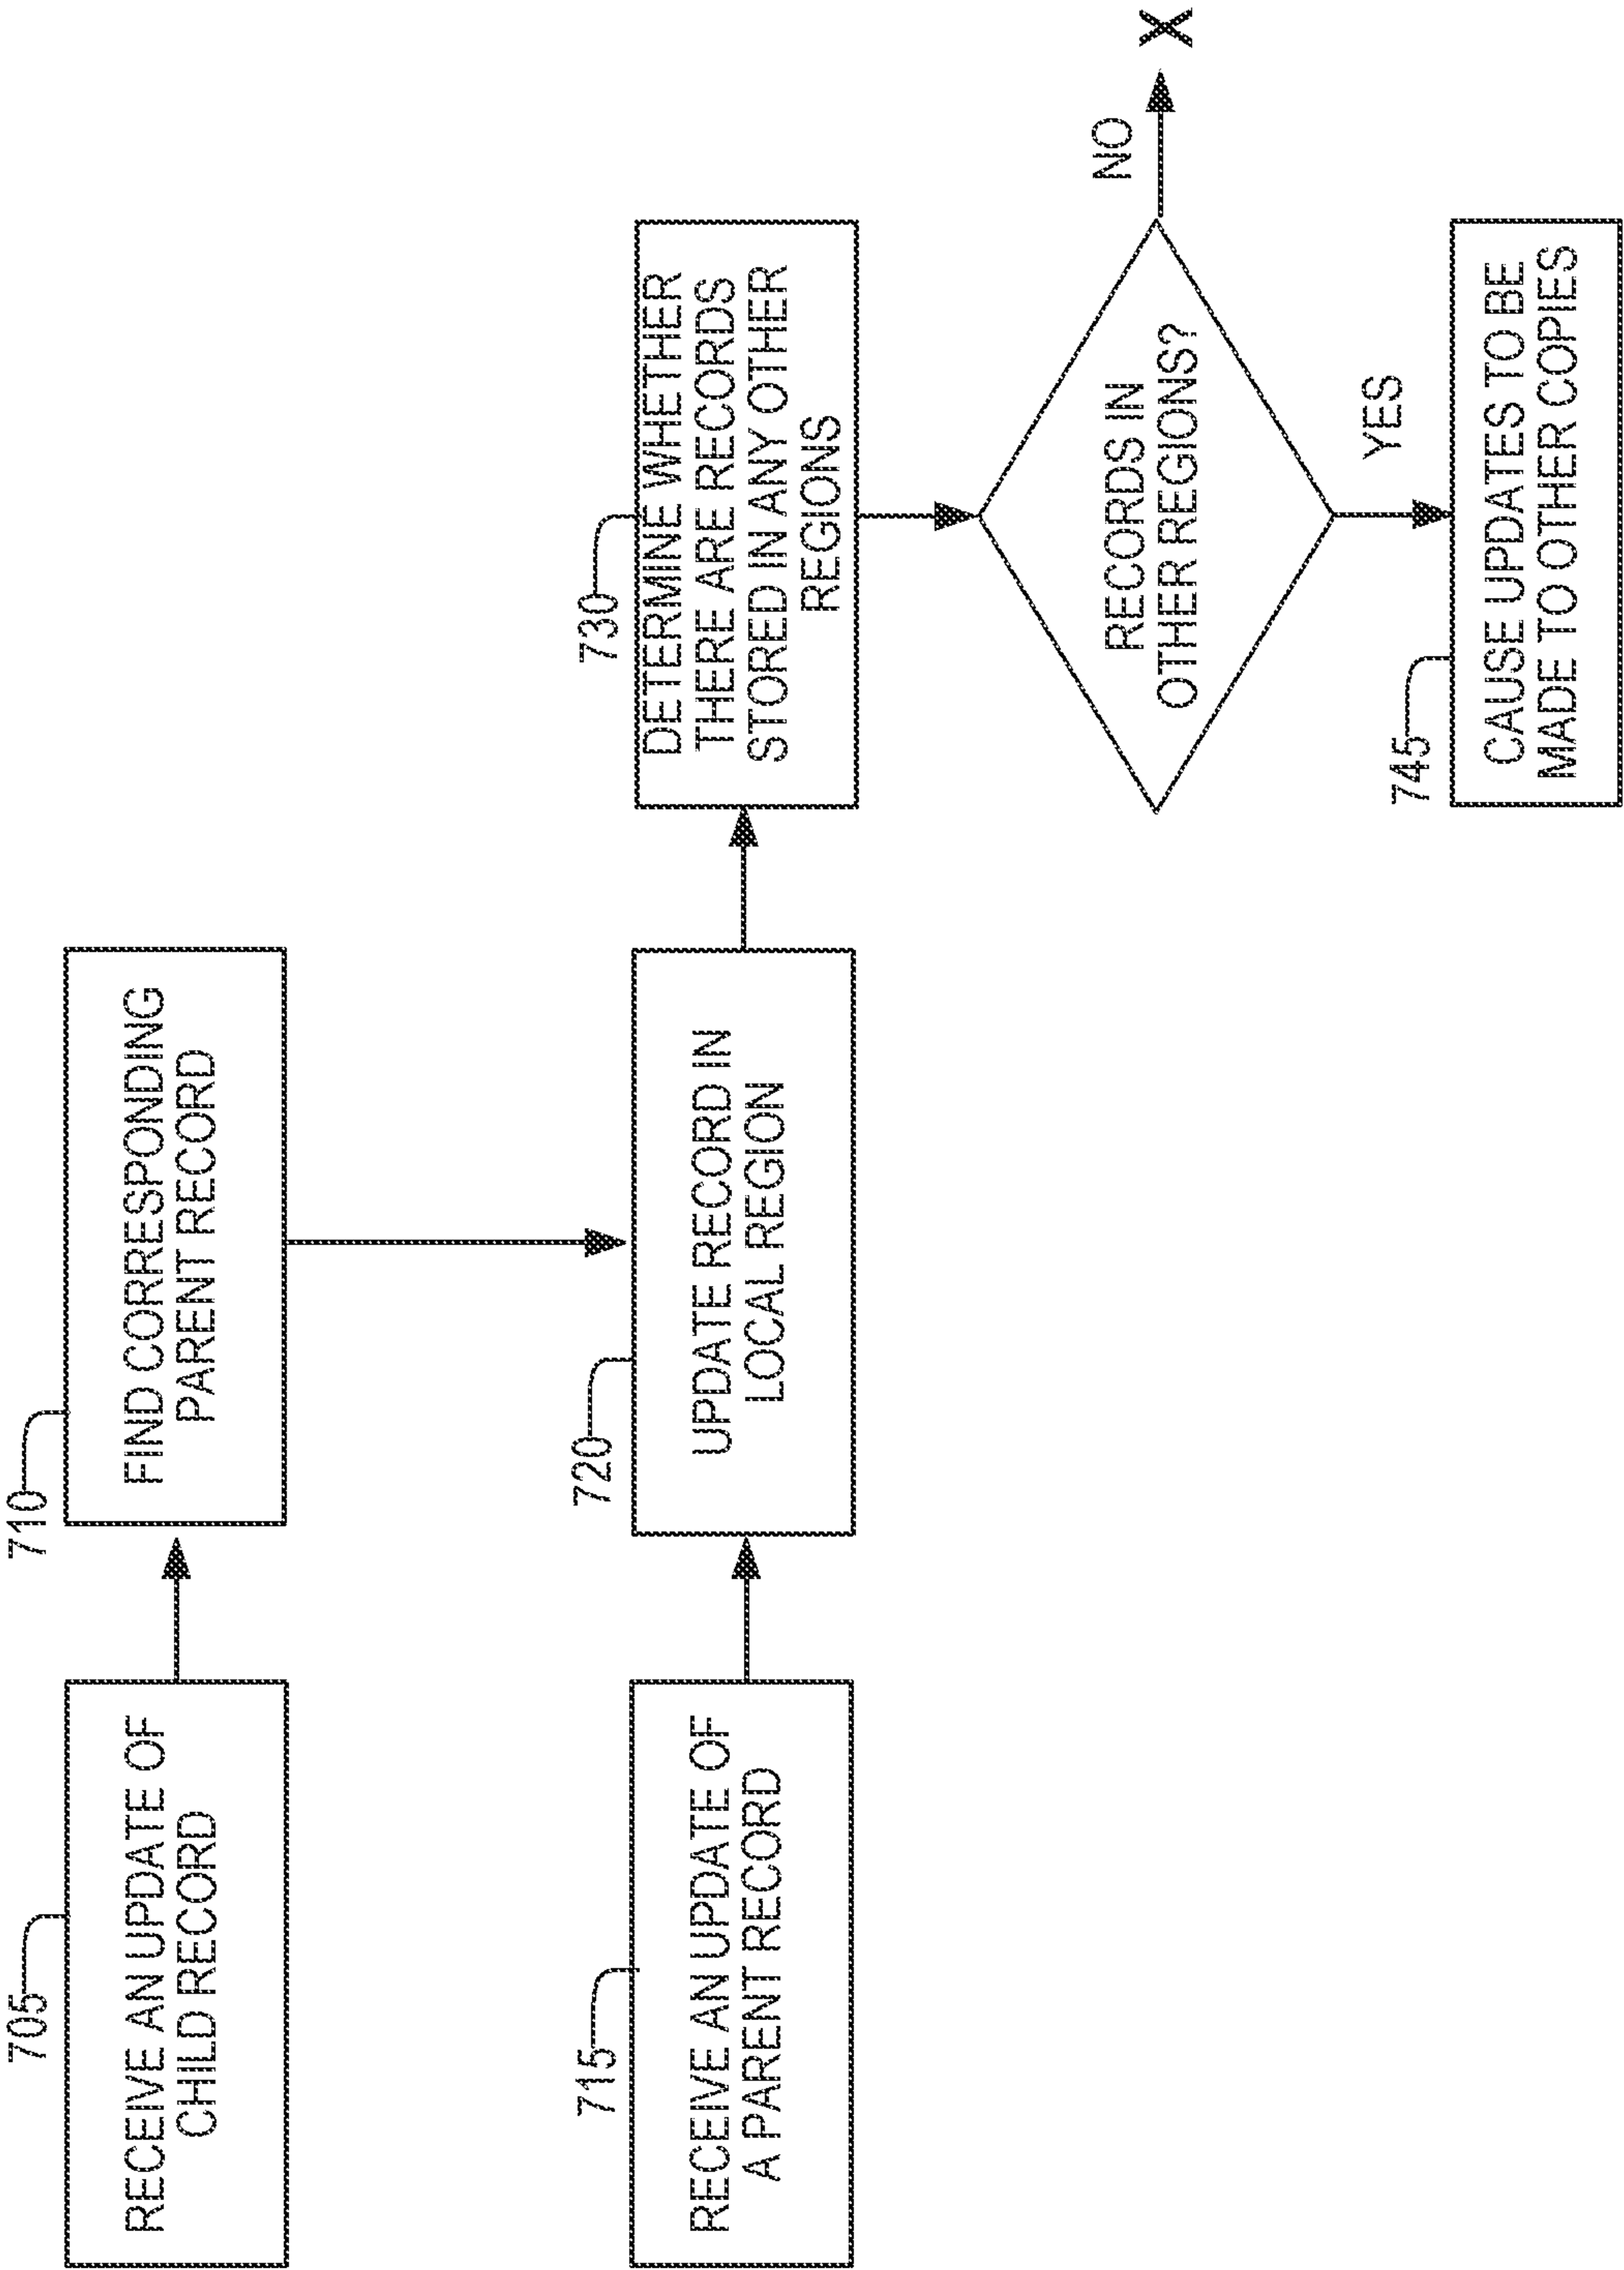 705
RECEIVE AN UPDATE OF
CHILD RECORD
710
FIND CORRESPONDING
PARENT RECORD
715
RECEIVE AN UPDATE OF
A PARENT RECORD
720
UPDATE RECORD IN
LOCAL REGION
730
DETERMINE WHETHER
THERE ARE RECORDS
STORED IN ANY OTHER
REGIONS
RECORDS IN
OTHER REGIONS?
NO
X
YES
745
CAUSE UPDATES TO BE
MADE TO OTHER COPIES